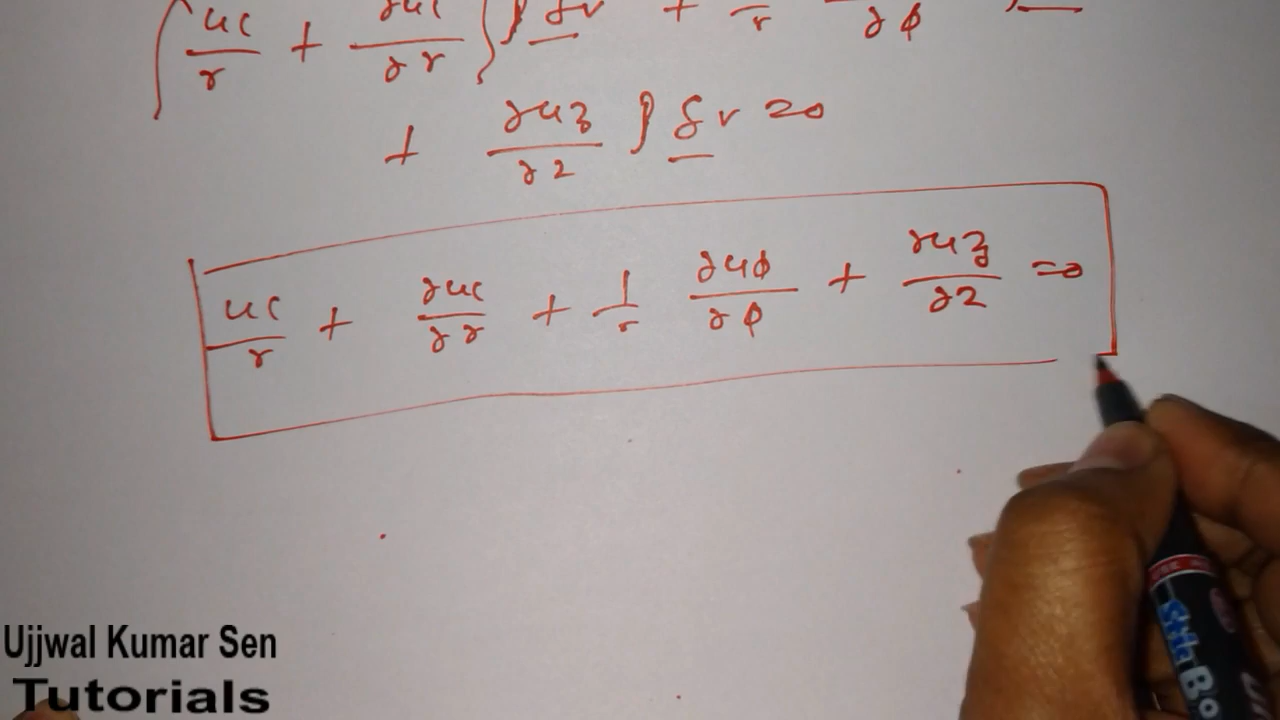 (ur/r + ∂ur/∂r) ρ δv + 1/r ∂ϕ
+ ∂uz/∂z ρ δv =0
ur/r + ∂ur/∂r + 1/r ∂uϕ/∂ϕ + ∂uz/∂z =0
Ujjwal Kumar Sen
Tutorials